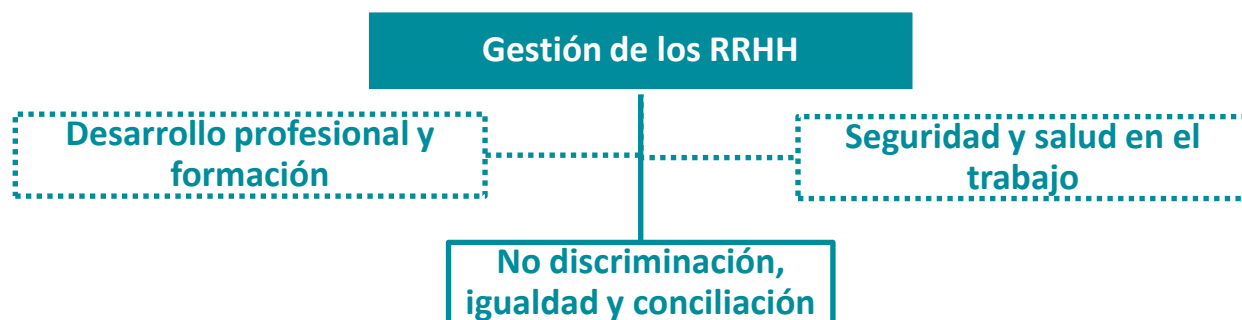 Gestión de los RRHH
Desarrollo profesional y
formación
Seguridad y salud en el
trabajo
No discriminación,
igualdad y conciliación